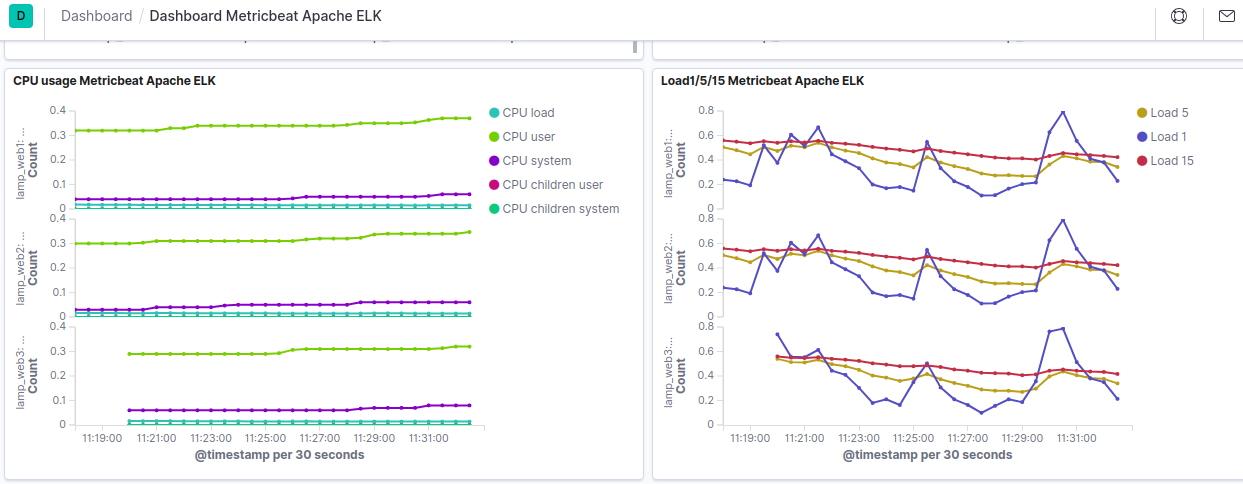 D Dashboard / Dashboard Metricbeat Apache ELK
CPU usage Metricbeat Apache ELK
lamp_web1: ...
Count
0.4
0.3
0.2
0.1
0
lamp_web2: ...
Count
0.4
0.3
0.2
0.1
0
lamp_web3: ...
Count
0.4
0.3
0.2
0.1
0
11:19:00 11:21:00 11:23:00 11:25:00 11:27:00 11:29:00 11:31:00
@timestamp per 30 seconds
CPU load
CPU user
CPU system
CPU children user
CPU children system
Load1/5/15 Metricbeat Apache ELK
lamp_web1:...
Count
0.8
0.6
0.4
0.2
0
lamp_web2:...
Count
0.8
0.6
0.4
0.2
0
lamp_web3:...
Count
0.8
0.6
0.4
0.2
0
11:19:00 11:21:00 11:23:00 11:25:00 11:27:00 11:29:00 11:31:00
@timestamp per 30 seconds
Load 5
Load 1
Load 15